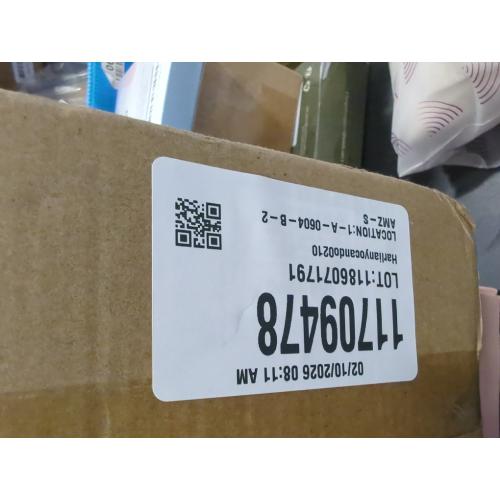 02/10/2026 08:11 AM
11709478
LOT:1186071791
Harlianyocando0210
LOCATION:1-A-0604-B-2
AMZ-S